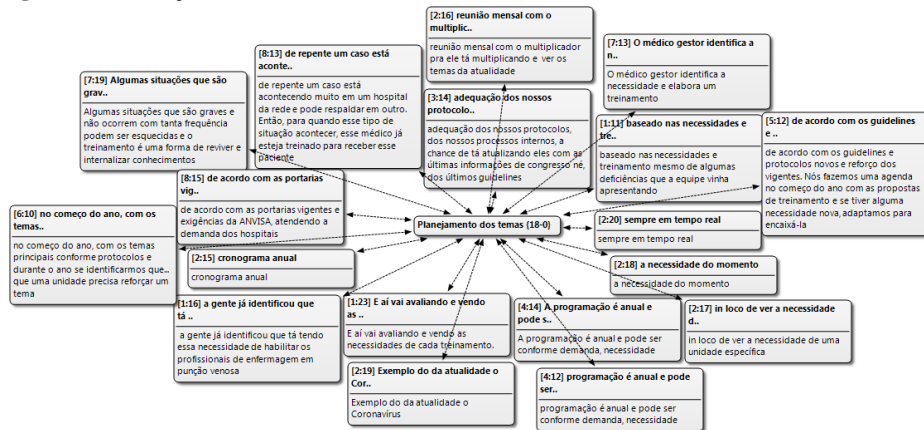 [2:16] reunião mensal com o
multiplic..
reunião mensal com o multiplicador
pra ele tá multiplicando e ver os
temas da atualidade
[7:13] O médico gestor identifica a
n..
O médico gestor identifica a
necessidade e elabora um
treinamento
[8:13] de repente um caso está
aconte..
de repente um caso está
acontecendo muito em um hospital
da rede e pode respaldar em outro.
Então, para quando esse tipo de
situação acontecer, esse médico já
esteja treinado para receber esse
paciente
[7:19] Algumas situações que são
grav..
Algumas situações que são graves e
não ocorrem com tanta frequência
podem ser esquecidas e o
treinamento é uma forma de reviver e
internalizar conhecimentos
[3:14] adequação dos nossos
protocolo..
adequação dos nossos protocolos,
dos nossos processos internos, a
chance de tá atualizando eles com as
últimas informações de congresso né,
dos últimos guidelines
[1:11] baseado nas necessidades e
tre..
baseado nas necessidades e
treinamento mesmo de algumas
deficiências que a equipe vinha
apresentando
[5:12] de acordo com os guidelines
e ..
de acordo com os guidelines e
protocolos novos e reforço dos
vigentes. Nós fazemos uma agenda
no começo do ano com as propostas
de treinamento e se tiver alguma
necessidade nova, adaptamos para
encaixá-la
[8:15] de acordo com as portarias
vig..
de acordo com as portarias vigentes e
exigências da ANVISA, atendendo a
demanda dos hospitais
[6:10] no começo do ano, com os
temas..
no começo do ano, com os temas
principais conforme protocolos e
durante o ano se identificarmos que..
que uma unidade precisa reforçar um
tema
Planejamento dos temas (18-0)
[2:20] sempre em tempo real
sempre em tempo real
[2:15] cronograma anual
cronograma anual
[2:18] a necessidade do momento
a necessidade do momento
[1:16] a gente já identificou que
tá ..
a gente já identificou que tá tendo
essa necessidade de habilitar os
profissionais de enfermagem em
punção venosa
[1:23] E aí vai avaliando e vendo
as ..
E aí vai avaliando e vendo as
necessidades de cada treinamento.
[4:14] A programação é anual e
pode s..
A programação é anual e pode ser
conforme demanda, necessidade
[2:17] in loco de ver a necessidade
d..
in loco de ver a necessidade de uma
unidade específica
[2:19] Exemplo do da atualidade o
Cor..
Exemplo do da atualidade o
Coronavírus
[4:12] programação é anual e pode
ser..
programação é anual e pode ser
conforme demanda, necessidade